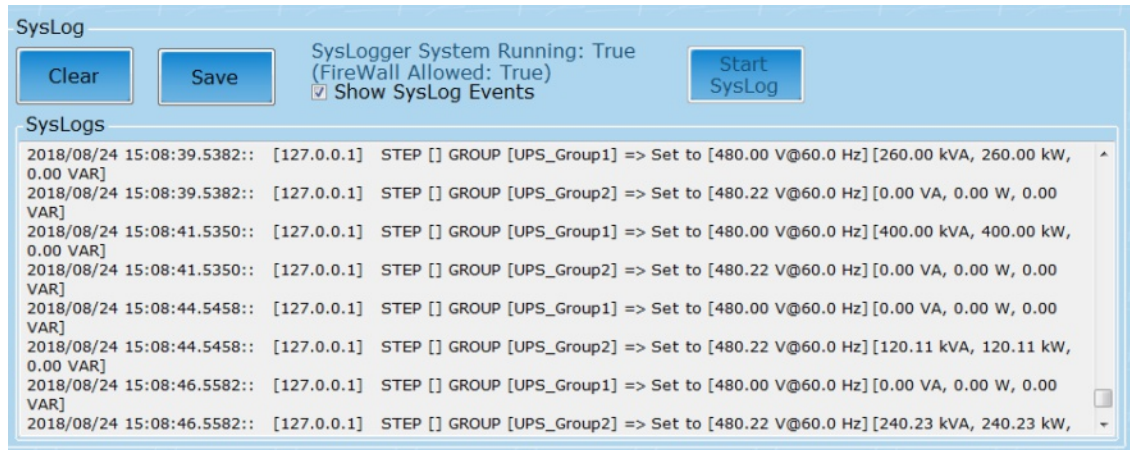 SysLog
Clear
Save
SysLogger System Running: True
(FireWall Allowed: True)
Show SysLog Events
Start
SysLog
SysLogs
2018/08/24 15:08:39.5382:: [127.0.0.1] STEP [] GROUP [UPS_Group1] => Set to [480.00 V@60.0 Hz] [260.00 kVA, 260.00 kW,
0.00 VAR]
2018/08/24 15:08:39.5382:: [127.0.0.1] STEP [] GROUP [UPS_Group2] => Set to [480.22 V@60.0 Hz] [0.00 VA, 0.00 W, 0.00
VAR]
2018/08/24 15:08:41.5350:: [127.0.0.1] STEP [] GROUP [UPS_Group1] => Set to [480.00 V@60.0 Hz] [400.00 kVA, 400.00 kW,
0.00 VAR]
2018/08/24 15:08:41.5350:: [127.0.0.1] STEP [] GROUP [UPS_Group2] => Set to [480.22 V@60.0 Hz] [0.00 VA, 0.00 W, 0.00
VAR]
2018/08/24 15:08:44.5458:: [127.0.0.1] STEP [] GROUP [UPS_Group1] => Set to [480.00 V@60.0 Hz] [0.00 VA, 0.00 W, 0.00
VAR]
2018/08/24 15:08:44.5458:: [127.0.0.1] STEP [] GROUP [UPS_Group2] => Set to [480.22 V@60.0 Hz] [120.11 kVA, 120.11 kW,
0.00 VAR]
2018/08/24 15:08:46.5582:: [127.0.0.1] STEP [] GROUP [UPS_Group1] => Set to [480.00 V@60.0 Hz] [0.00 VA, 0.00 W, 0.00
VAR]
2018/08/24 15:08:46.5582:: [127.0.0.1] STEP [] GROUP [UPS_Group2] => Set to [480.22 V@60.0 Hz] [240.23 kVA, 240.23 kW,